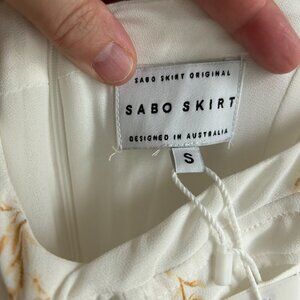 SABO SKIRT ORIGINAL
SABO SKIRT
DESIGNED IN AUSTRALIA
S